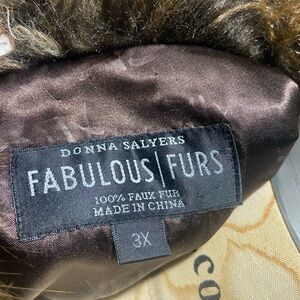 DONNA SALYERS
FABULOUS|FURS
100% FAUX FUR
MADE IN CHINA
3X